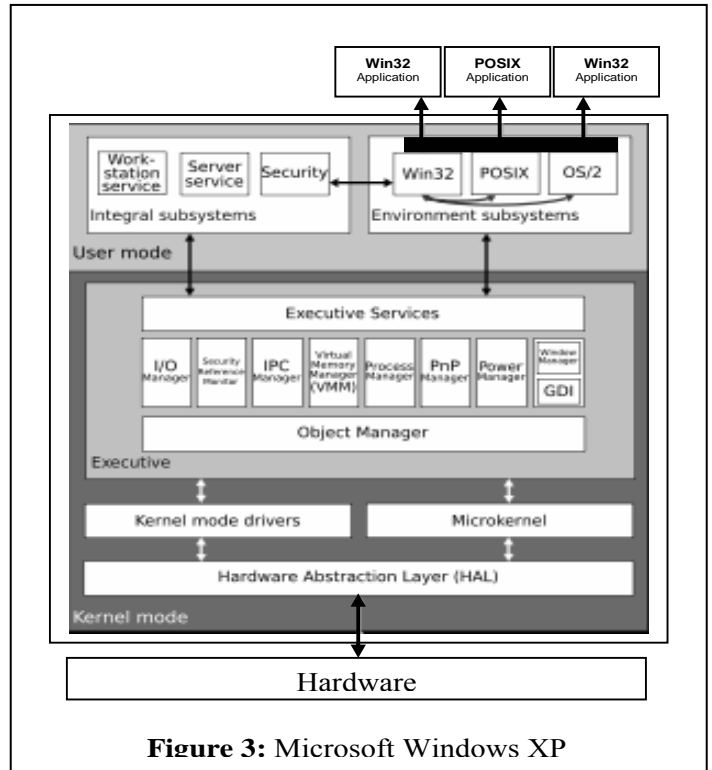 Win32
Application
POSIX
Application
Win32
Application
Work-
station
service
Server
service
Security
Integral subsystems
Win32
POSIX
OS/2
Environment subsystems
User mode
Executive Services
I/O
Manager
Security
Reference
Monitor
IPC
Manager
Virtual
Memory
Manager
(VMM)
Process
Manager
PnP
Manager
Power
Manager
Window
Manager
GDI
Object Manager
Executive
Kernel mode drivers
Microkernel
Hardware Abstraction Layer (HAL)
Kernel mode
Hardware
Figure 3: Microsoft Windows XP